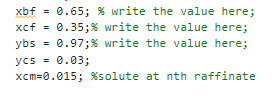 xbf = 0.65; % write the value here;
xcf = 0.35;% write the value here;
ybs = 0.97;% write the value here;
ycs = 0.03;
xcm=0.015; %solute at nth raffinate